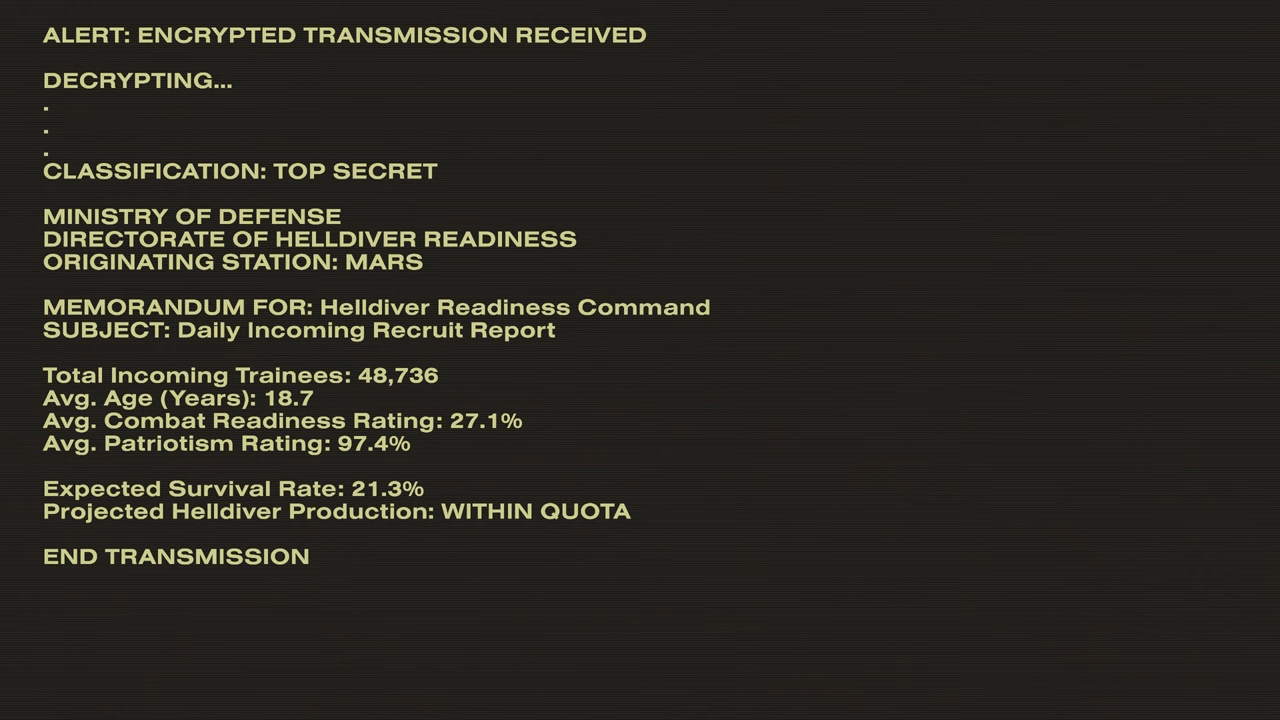 ALERT: ENCRYPTED TRANSMISSION RECEIVED
DECRYPTING...
.
.
.
CLASSIFICATION: TOP SECRET
MINISTRY OF DEFENSE
DIRECTORATE OF HELLDIVER READINESS
ORIGINATING STATION: MARS
MEMORANDUM FOR: Helldiver Readiness Command
SUBJECT: Daily Incoming Recruit Report
Total Incoming Trainees: 48,736
Avg. Age (Years): 18.7
Avg. Combat Readiness Rating: 27.1%
Avg. Patriotism Rating: 97.4%
Expected Survival Rate: 21.3%
Projected Helldiver Production: WITHIN QUOTA
END TRANSMISSION